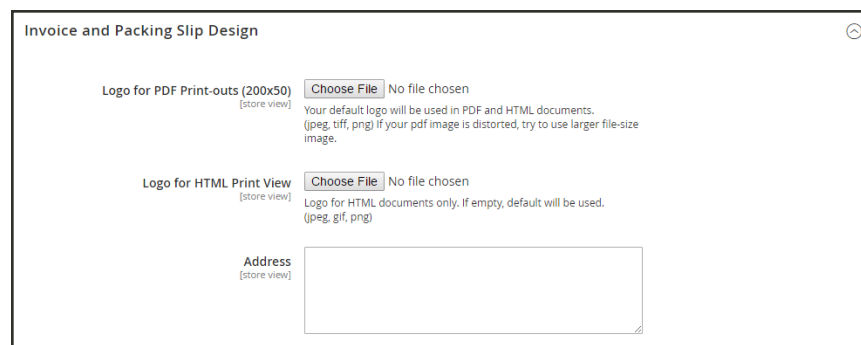 Invoice and Packing Slip Design
Logo for PDF Print-outs (200x50)
[store view]
Choose File No file chosen
Your default logo will be used in PDF and HTML documents.
(jpeg, tiff, png) If your pdf image is distorted, try to use larger file-size
image.
Logo for HTML Print View
[store view]
Choose File No file chosen
Logo for HTML documents only. If empty, default will be used.
(jpeg, gif, png)
Address
[store view]